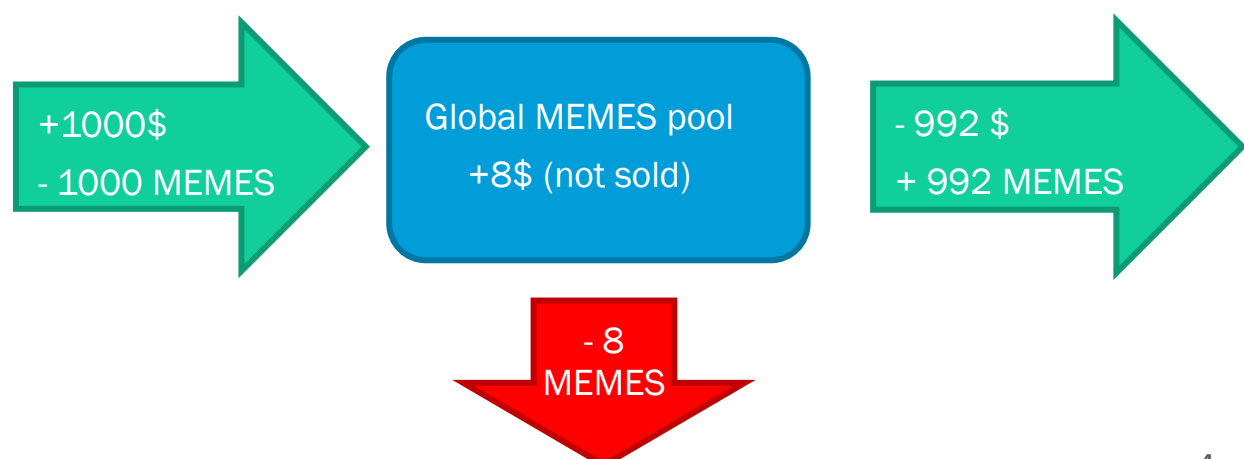 +1000$
- 1000 MEMES
Global MEMES pool
+8$ (not sold)
- 992 $
+ 992 MEMES
- 8
MEMES